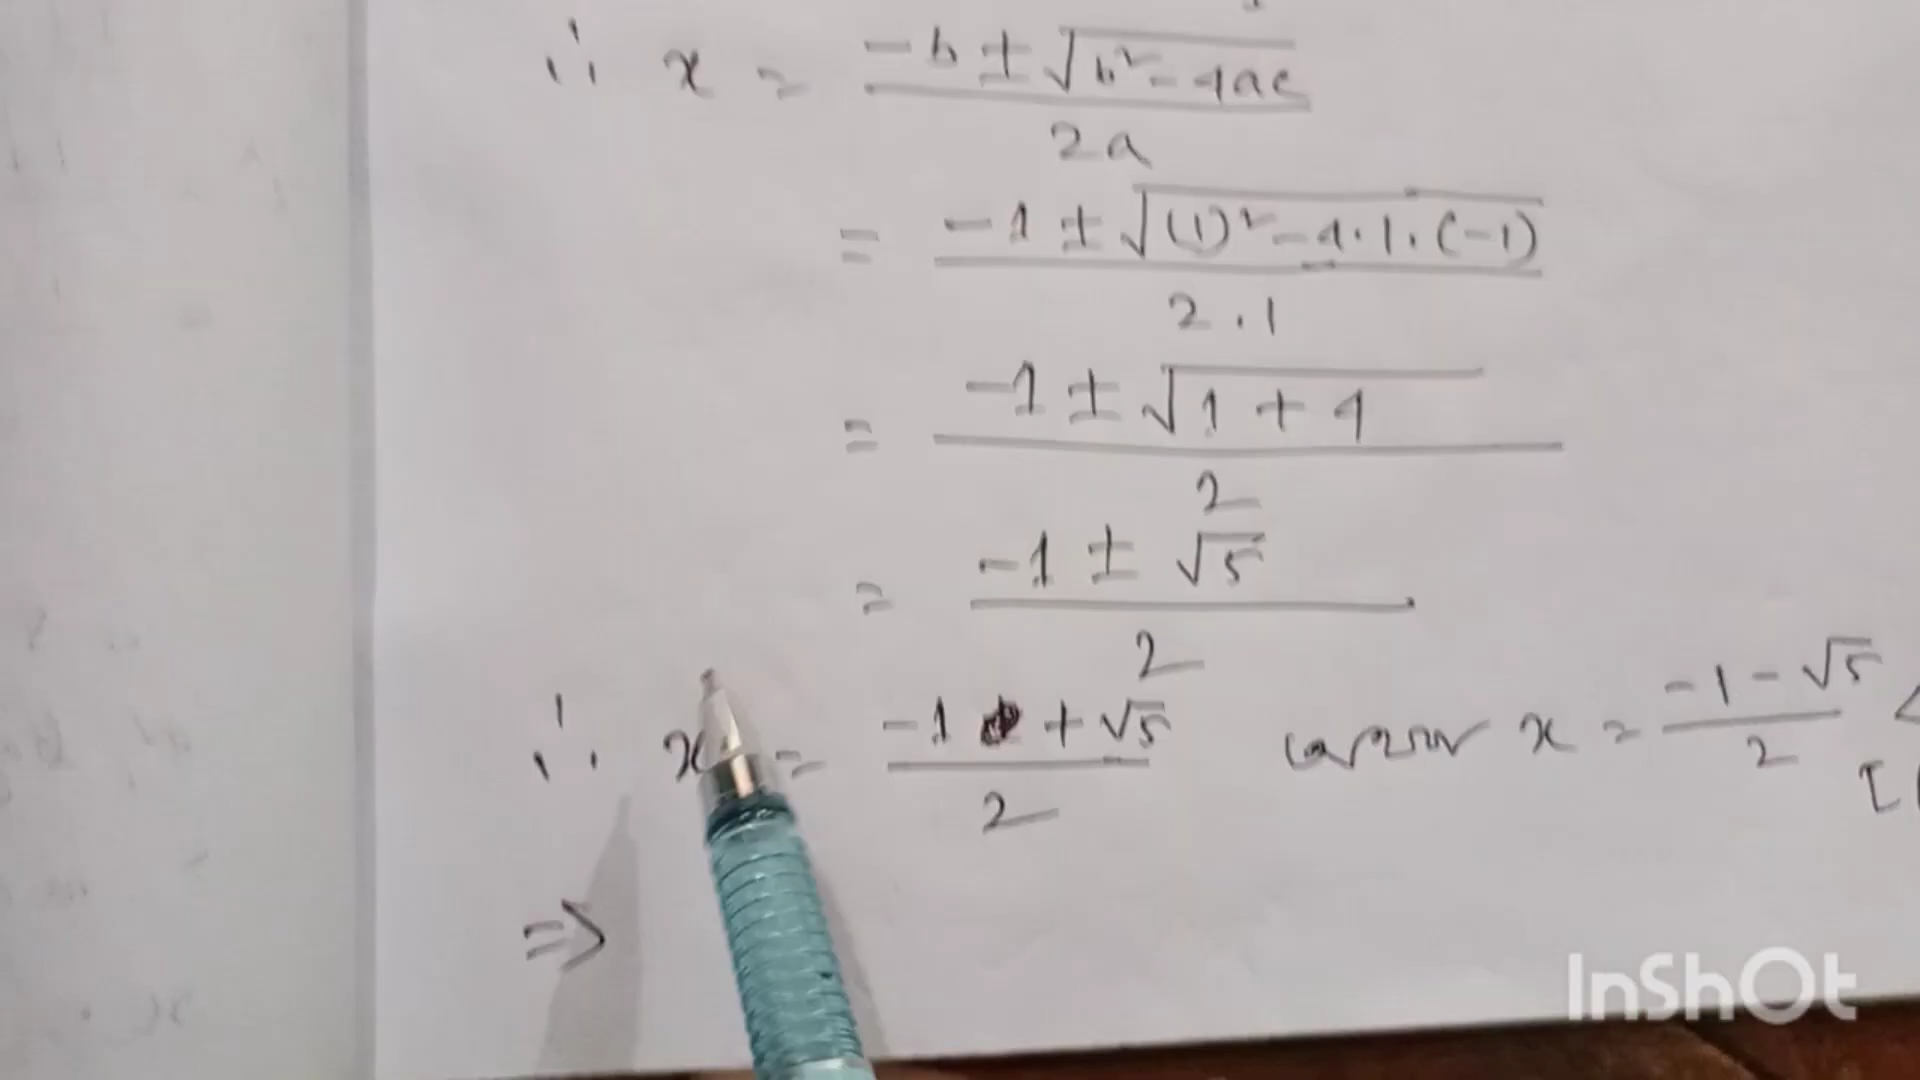 ∴ x = (-b ± √(b² - 4ac)) / 2a
= (-1 ± √((1)² - 4.1.(-1))) / 2.1
= (-1 ± √(1 + 4)) / 2
= (-1 ± √5) / 2
∴ x = (-1 + √5) / 2 x = (-1 - √5) / 2 <
[
⇒
InShOt